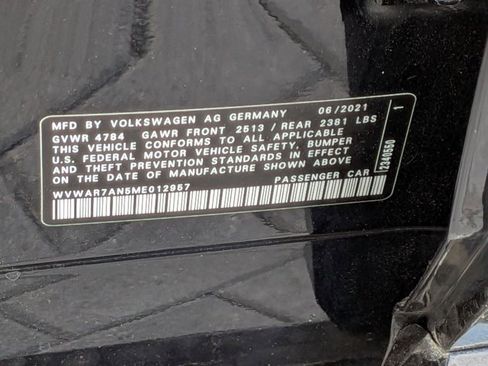 MFD BY VOLKSWAGEN AG GERMANY 06/2021
GVWR 4784 GAWR FRONT 2513 / REAR 2381 LBS
THIS VEHICLE CONFORMS TO ALL APPLICABLE
U.S. FEDERAL MOTOR VEHICLE SAFETY, BUMPER
AND THEFT PREVENTION STANDARDS IN EFFECT
ON THE DATE OF MANUFACTURE SHOWN ABOVE
WVWAR7AN5ME012957 PASSENGER CAR
2340550 1